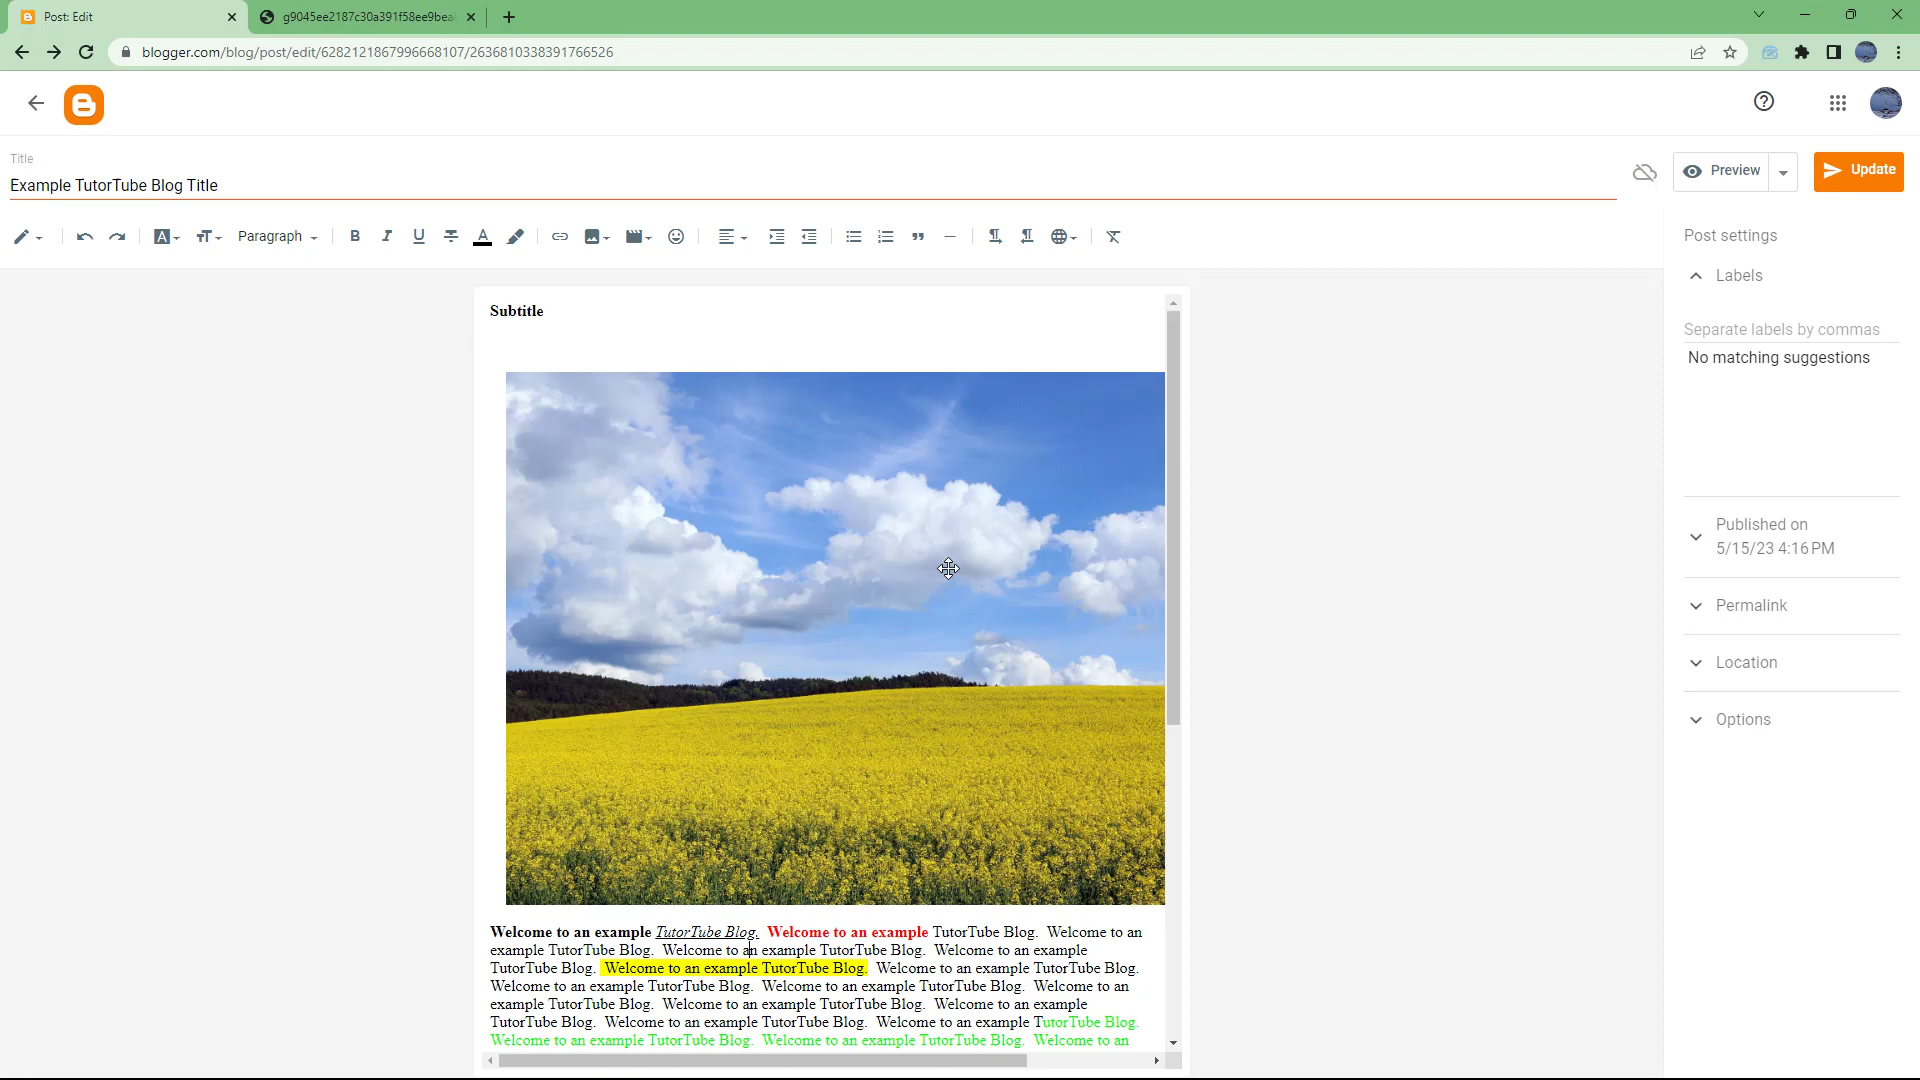 Post: Edit
g9045ee2187c30a391f58ee9bea
blogger.com/blog/post/edit/6282121867996668107/2636810338391766526
Title
Example TutorTube Blog Title
Preview
Update
Paragraph
Post settings
Labels
Separate labels by commas
No matching suggestions
Published on
5/15/23 4:16 PM
Permalink
Location
Options
Subtitle
Welcome to an example TutorTube Blog. Welcome to an example TutorTube Blog. Welcome to an
example TutorTube Blog. Welcome to an example TutorTube Blog. Welcome to an example
TutorTube Blog. Welcome to an example TutorTube Blog. Welcome to an example TutorTube Blog.
Welcome to an example TutorTube Blog. Welcome to an example TutorTube Blog. Welcome to an
example TutorTube Blog. Welcome to an example TutorTube Blog. Welcome to an example
TutorTube Blog. Welcome to an example TutorTube Blog. Welcome to an example TutorTube Blog.
Welcome to an example TutorTube Blog. Welcome to an example TutorTube Blog. Welcome to an